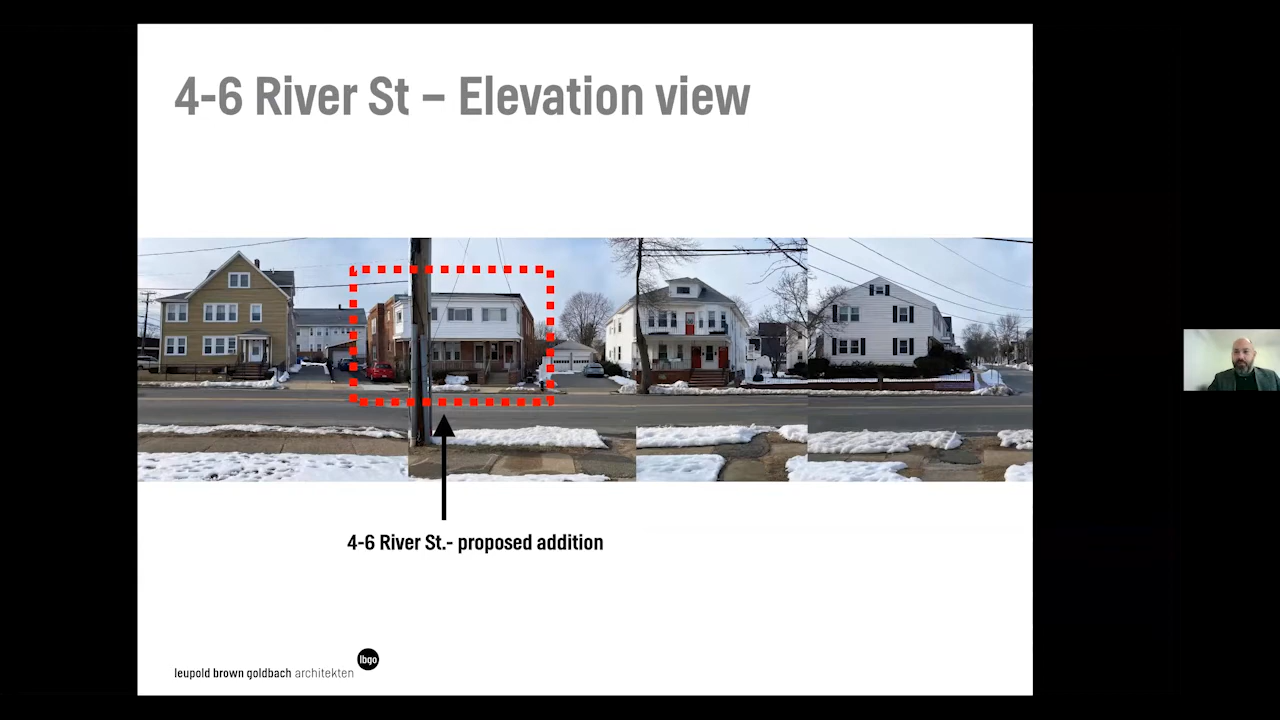 4-6 River St – Elevation view
4-6 River St.- proposed addition
lbgo
leupold brown goldbach architekten